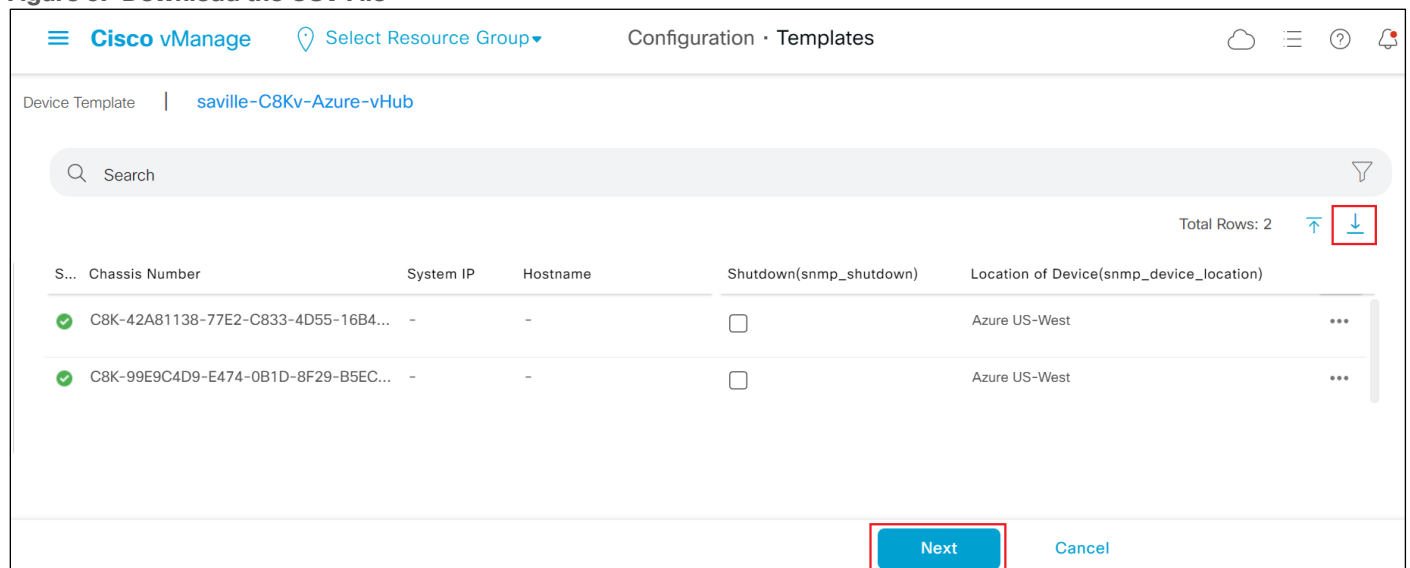 Cisco vManage Select Resource Group Configuration · Templates
Device Template | saville-C8Kv-Azure-vHub
Search
Total Rows: 2
S... Chassis Number System IP Hostname Shutdown(snmp_shutdown) Location of Device(snmp_device_location)
C8K-42A81138-77E2-C833-4D55-16B4... - - Azure US-West ...
C8K-99E9C4D9-E474-0B1D-8F29-B5EC... - - Azure US-West ...
Next Cancel